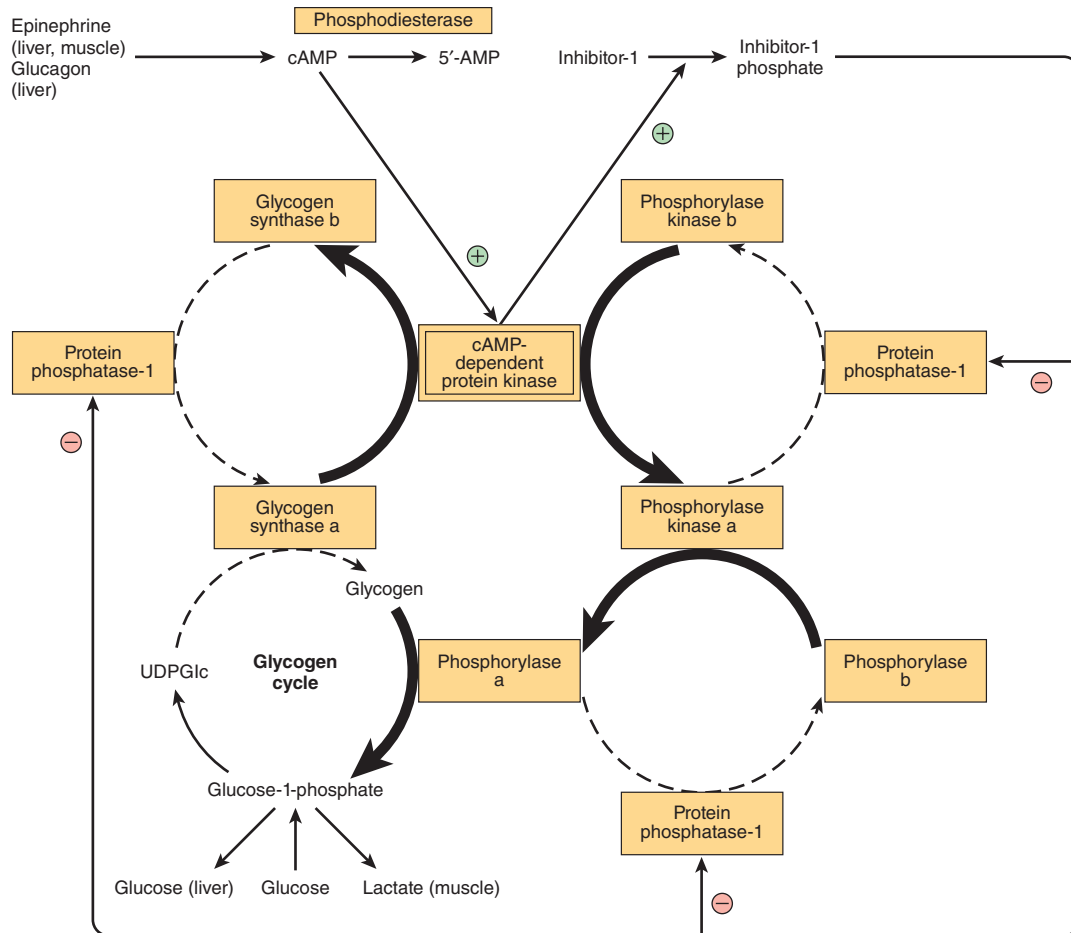 Phosphodiesterase
Epinephrine
(liver, muscle)
Glucagon
(liver)
cAMP
5′-AMP
Inhibitor-1
Inhibitor-1
phosphate
+
+
Glycogen
synthase b
Phosphorylase
kinase b
Protein
phosphatase-1
cAMP-
dependent
protein kinase
Protein
phosphatase-1
−
−
Glycogen
synthase a
Phosphorylase
kinase a
Glycogen
UDPGlc
Glycogen
cycle
Phosphorylase
a
Phosphorylase
b
Glucose-1-phosphate
Protein
phosphatase-1
Glucose (liver)
Glucose
Lactate (muscle)
−